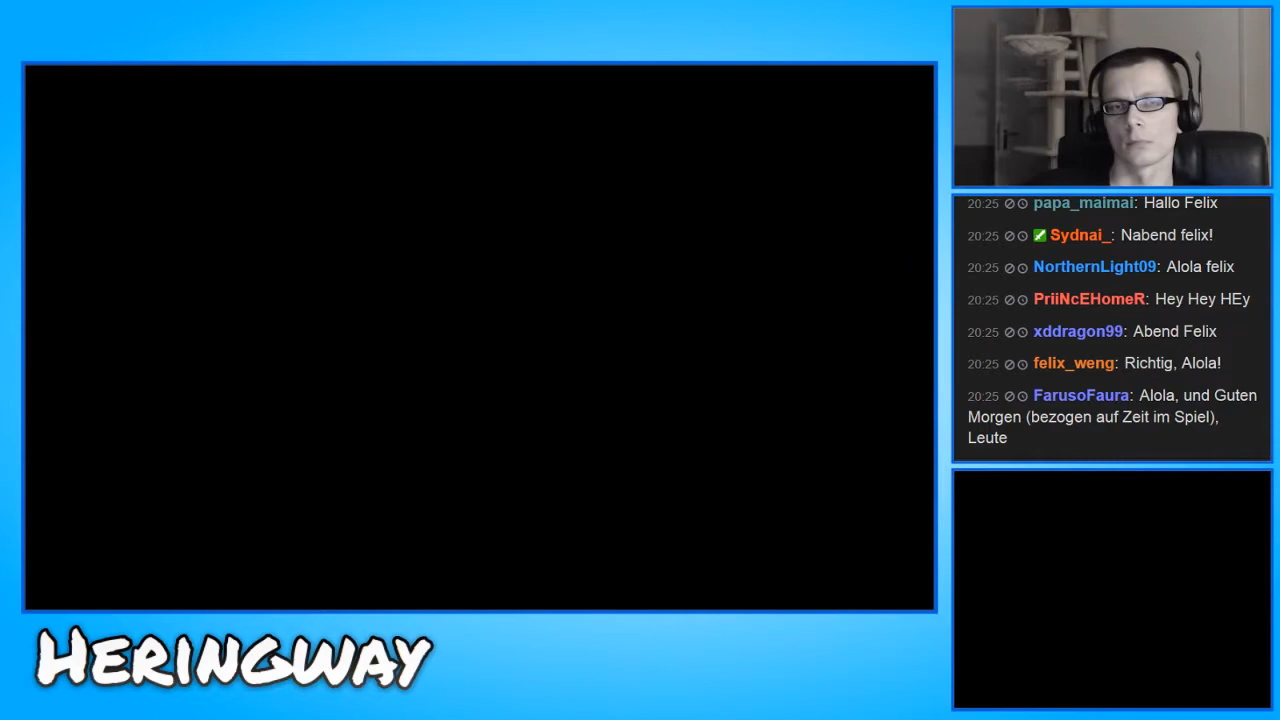 20:25 papa_maimai: Hallo Felix
20:25 Sydnai_: Nabend felix!
20:25 NorthernLight09: Alola felix
20:25 PriiNcEHomeR: Hey Hey HEy
20:25 xddragon99: Abend Felix
20:25 felix_weng: Richtig, Alola!
20:25 FarusoFaura: Alola, und Guten
Morgen (bezogen auf Zeit im Spiel),
Leute
HERINGWAY